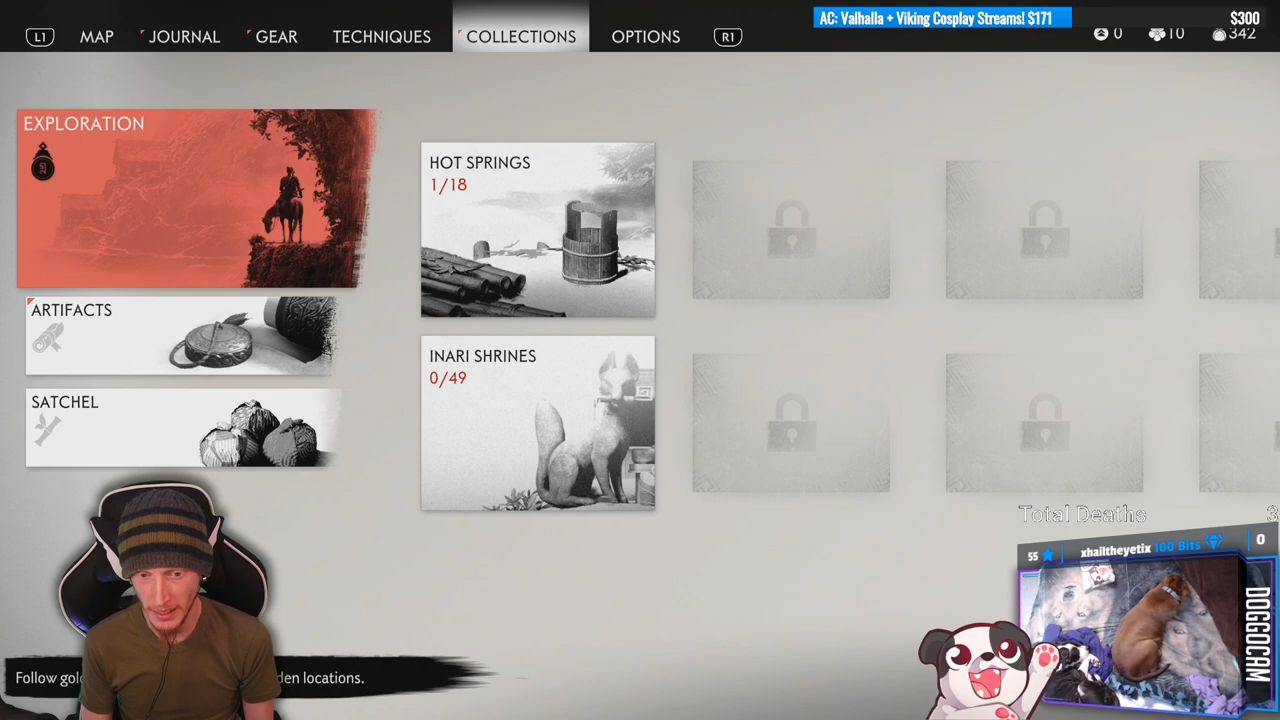 AC: Valhalla + Viking Cosplay Streams! $171
$300
L1
MAP
JOURNAL
GEAR
TECHNIQUES
COLLECTIONS
OPTIONS
R1
0
10
342
EXPLORATION
HOT SPRINGS
1/18
ARTIFACTS
INARI SHRINES
0/49
SATCHEL
Total Deaths
3
55
xhailtheyetix 100 Bits
0
DOGGOCAM
Follow
locations.